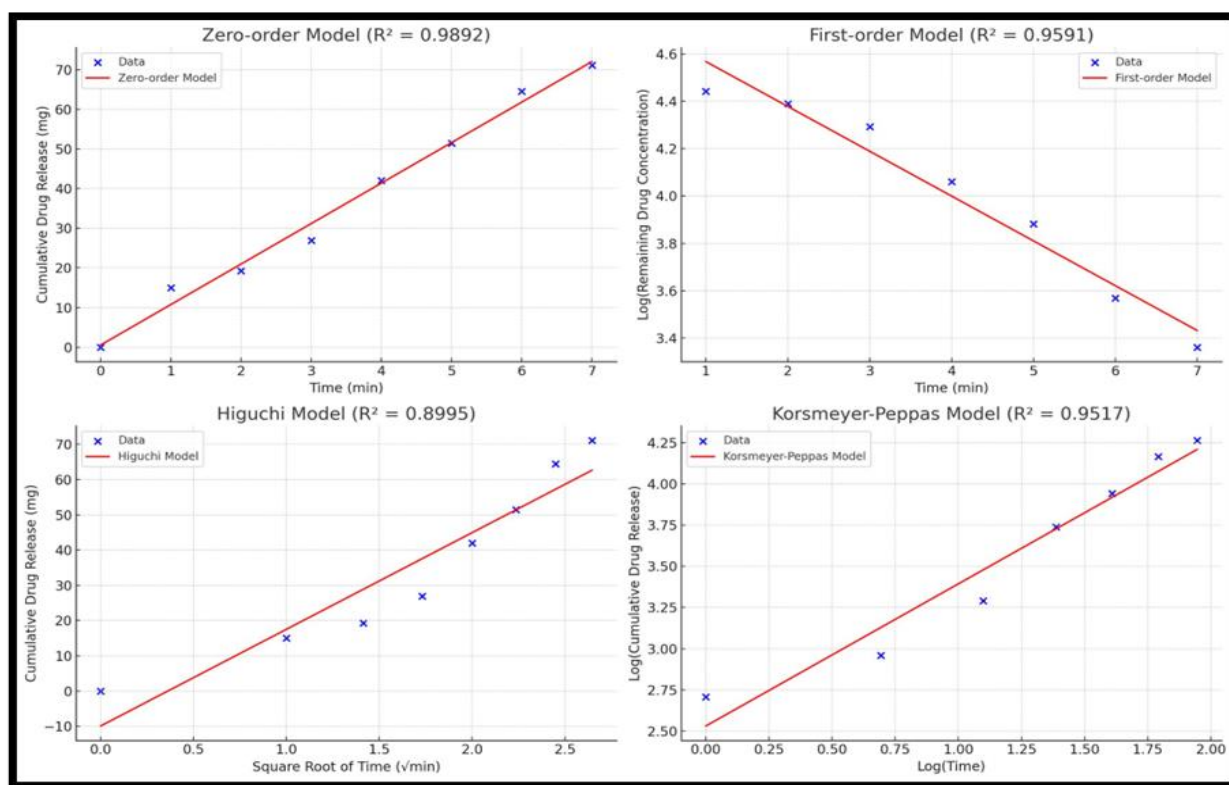 Zero-order Model (R² = 0.9892)
Data
Zero-order Model
Cumulative Drug Release (mg)
70
60
50
40
30
20
10
0
0 1 2 3 4 5 6 7
Time (min)
First-order Model (R² = 0.9591)
Data
First-order Model
Log(Remaining Drug Concentration)
4.6
4.4
4.2
4.0
3.8
3.6
3.4
1 2 3 4 5 6 7
Time (min)
Higuchi Model (R² = 0.8995)
Data
Higuchi Model
Cumulative Drug Release (mg)
70
60
50
40
30
20
10
0
−10
0.0 0.5 1.0 1.5 2.0 2.5
Square Root of Time (√min)
Korsmeyer-Peppas Model (R² = 0.9517)
Data
Korsmeyer-Peppas Model
Log(Cumulative Drug Release)
4.25
4.00
3.75
3.50
3.25
3.00
2.75
2.50
0.00 0.25 0.50 0.75 1.00 1.25 1.50 1.75 2.00
Log(Time)